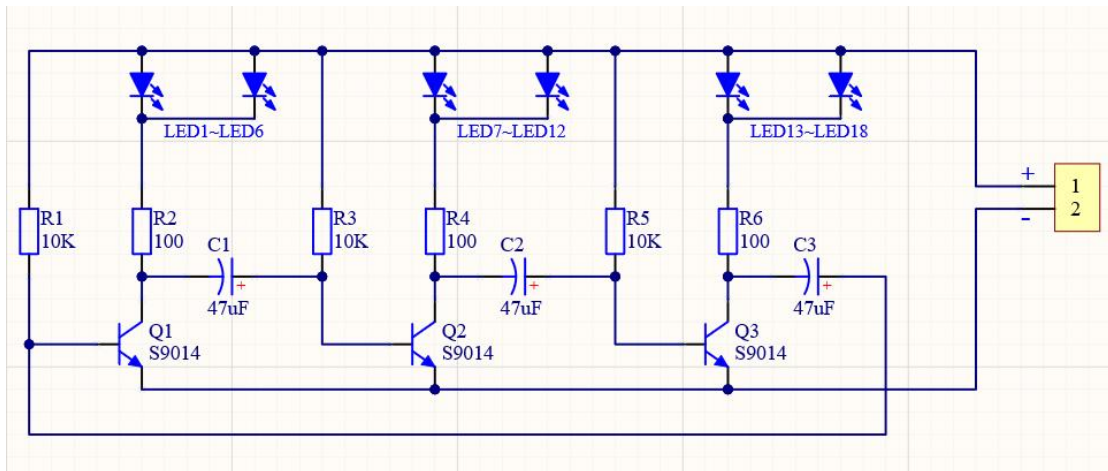 LED1~LED6
LED7~LED12
LED13~LED18
+
1
2
-
R1
10K
R2
100
C1
+
47uF
R3
10K
R4
100
C2
+
47uF
R5
10K
R6
100
C3
+
47uF
Q1
S9014
Q2
S9014
Q3
S9014